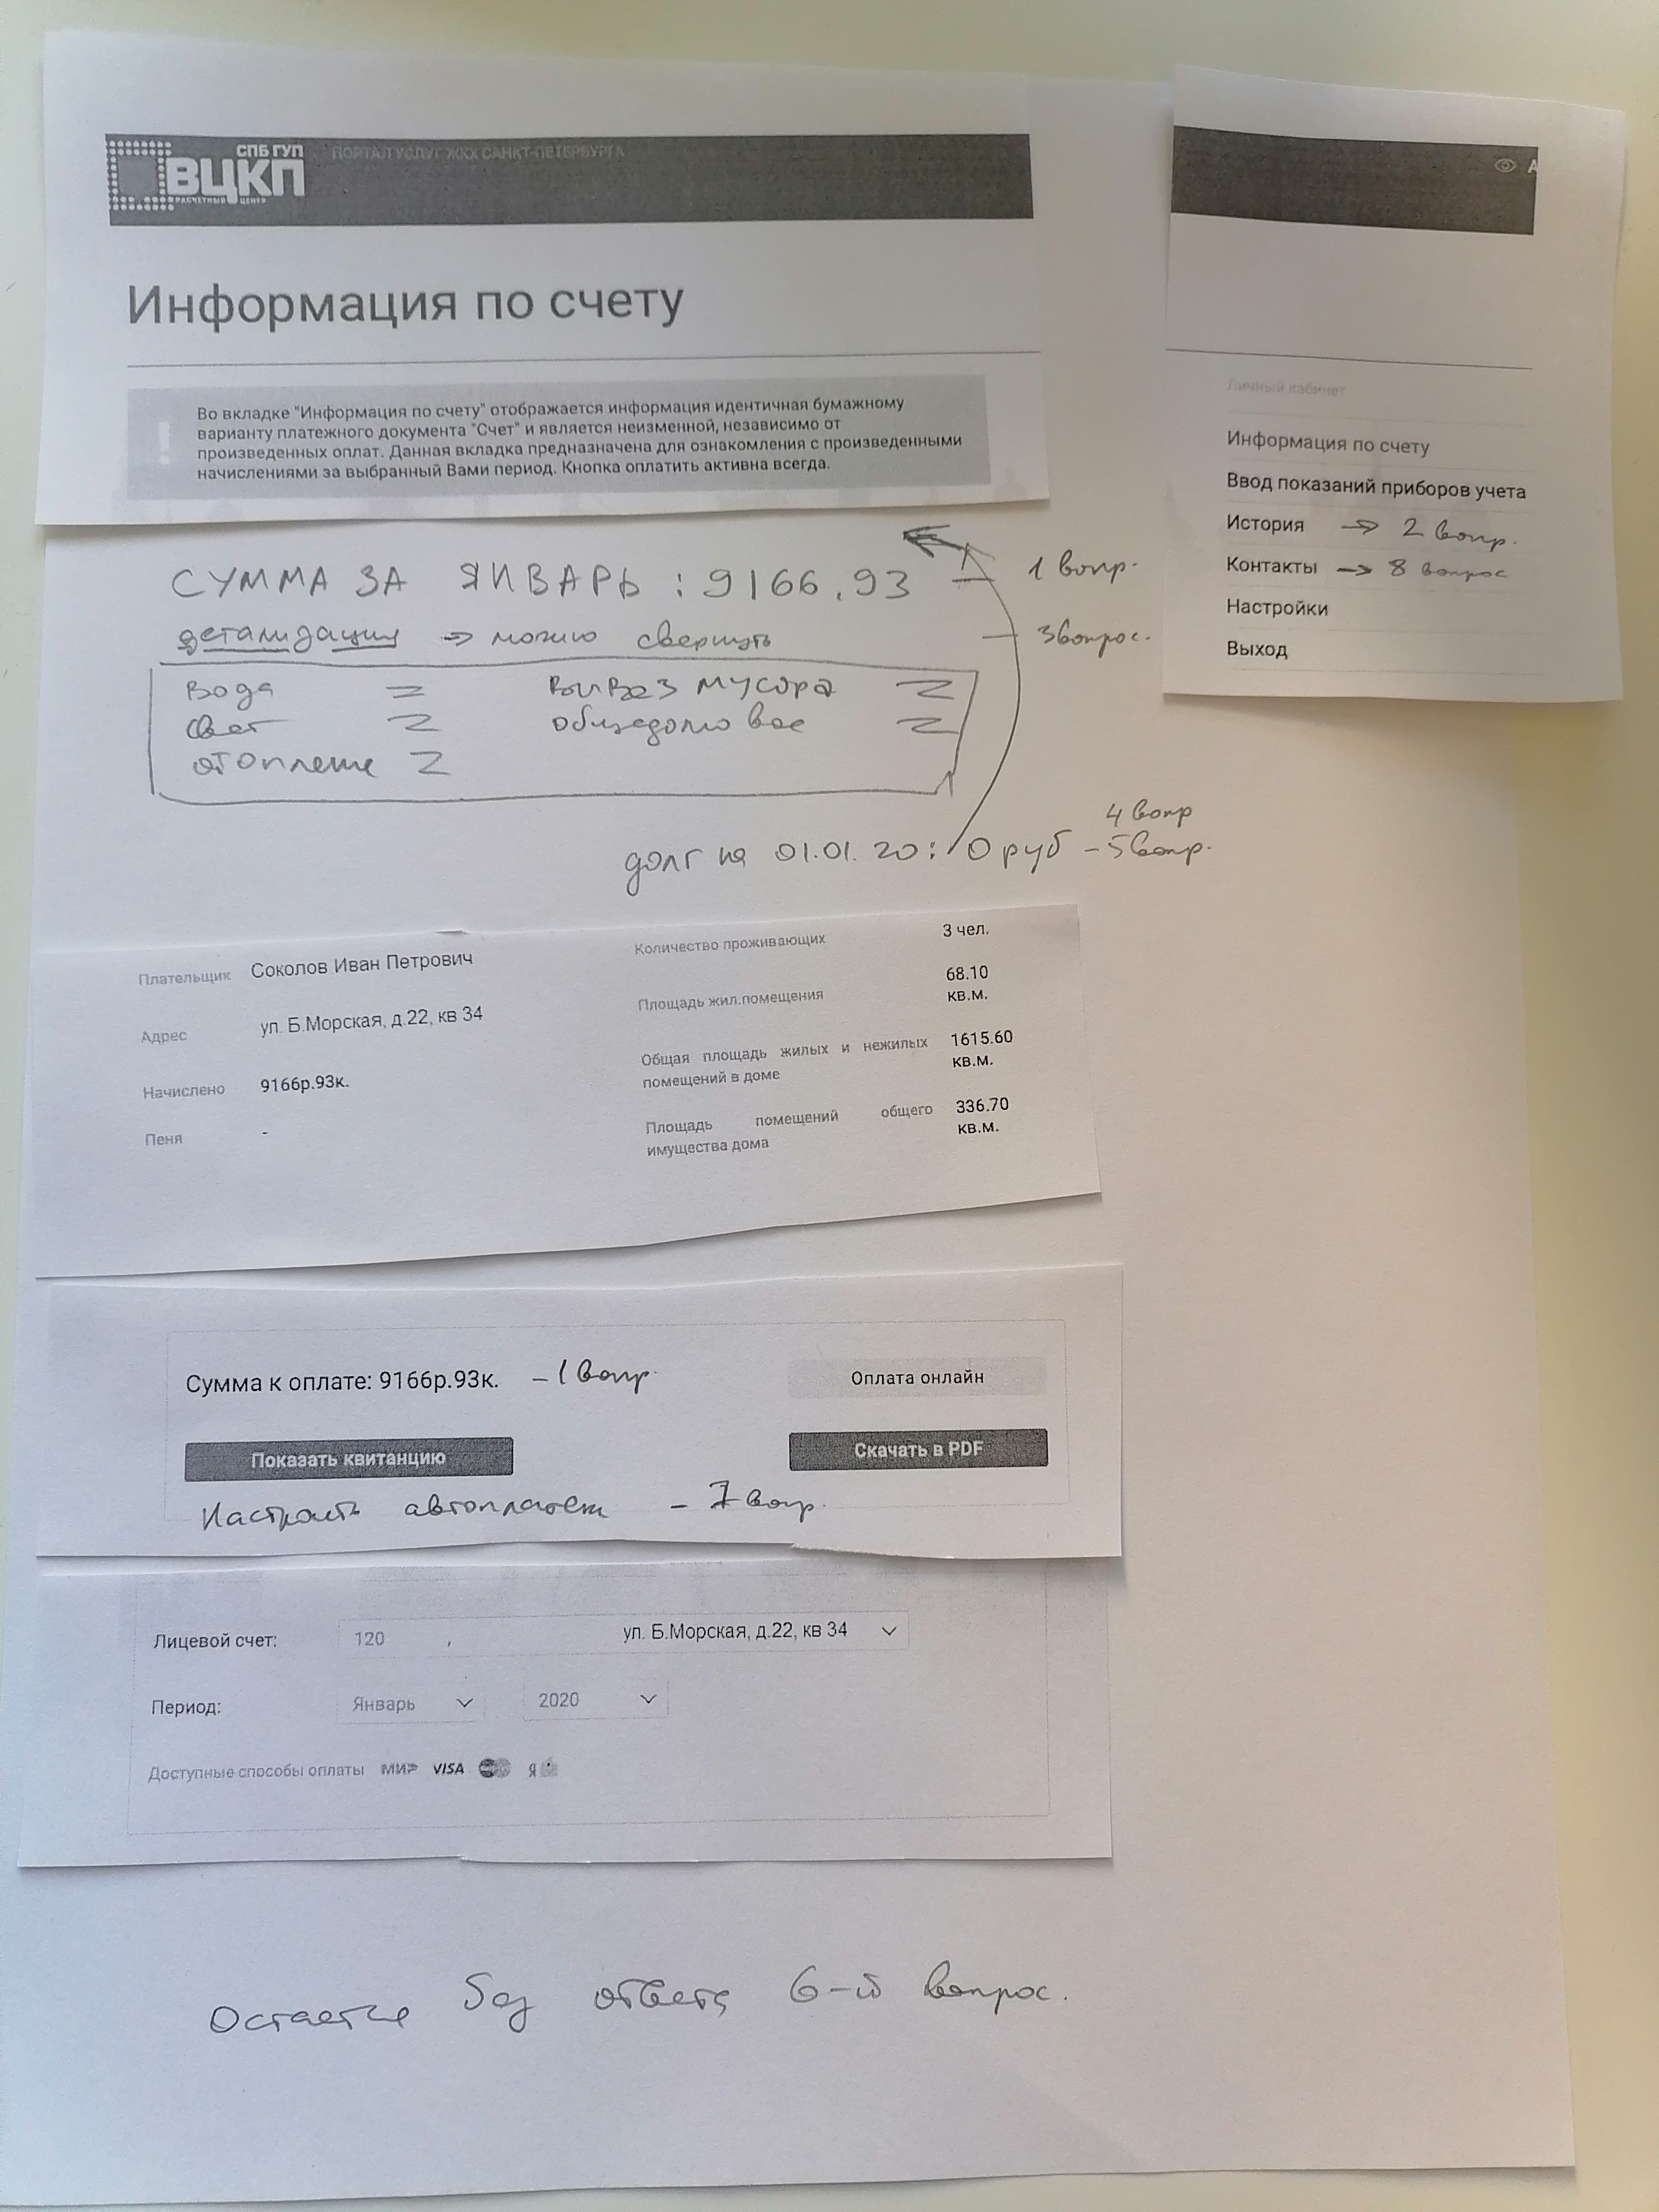 СПБ ГУП
ВЦКП
РАСЧЕТНЫЙ ЦЕНТР
ПОРТАЛ УСЛУГ ЖКХ САНКТ-ПЕТЕРБУРГА
Информация по счету
! Во вкладке "Информация по счету" отображается информация идентичная бумажному
варианту платежного документа "Счет" и является неизменной, независимо от
произведенных оплат. Данная вкладка предназначена для ознакомления с произведенными
начислениями за выбранный Вами период. Кнопка оплатить активна всегда.
А
Личный кабинет
Информация по счету
Ввод показаний приборов учета
История → 2 вопр.
Контакты → 8 вопрос
Настройки
Выход
СУММА ЗА ЯНВАРЬ : 9166.93 — 1 вопр.
детализация → можно свернуть — 3 вопрос.
Вода Вывоз мусора
Свет общедомовое
отопление
4 вопр
долг на 01.01.20: 0 руб – 5 вопр.
Плательщик Соколов Иван Петрович
Адрес ул. Б.Морская, д.22, кв 34
Начислено 9166р.93к.
Пеня -
Количество проживающих 3 чел.
Площадь жил.помещения 68.10
кв.м.
Общая площадь жилых и нежилых 1615.60
помещений в доме кв.м.
Площадь помещений общего 336.70
имущества дома кв.м.
Сумма к оплате: 9166р.93к. – 1 вопр.
Оплата онлайн
Показать квитанцию
Скачать в PDF
Настроить автоплатеж – 7 вопр.
Лицевой счет: 120 , ул. Б.Морская, д.22, кв 34
Период: Январь 2020
Доступные способы оплаты МИР VISA Я
Остается без ответа 6-й вопрос.